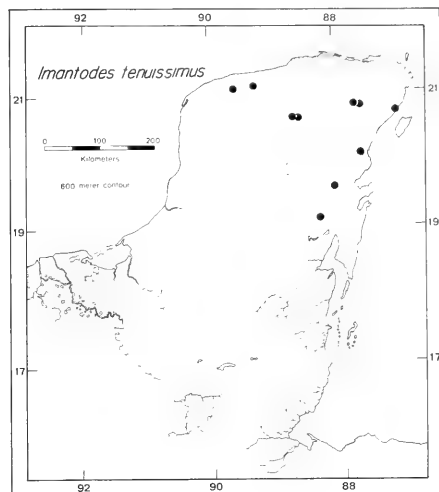 92 90 88
Imantodes tenuissimus
21 21
0 100 200
Kilometers
600 meter contour
19 19
17 17
92 90 88